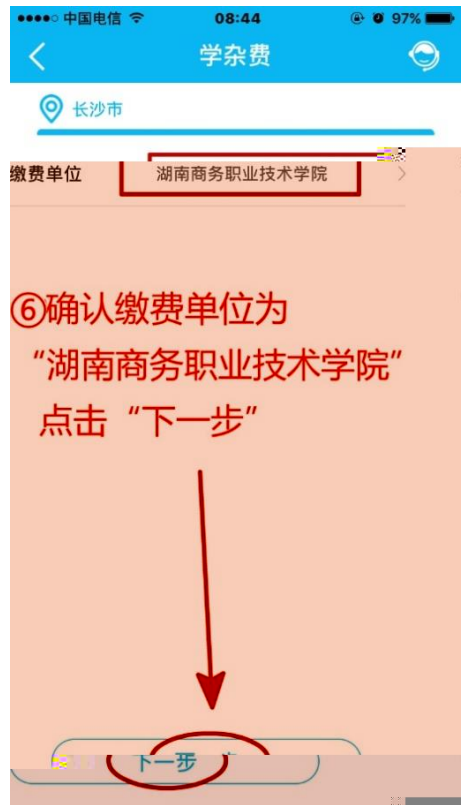 中国电信 08:44 97%
学杂费
长沙市
缴费单位 湖南商务职业技术学院
⑥确认缴费单位为
“湖南商务职业技术学院”
点击“下一步”
下一步